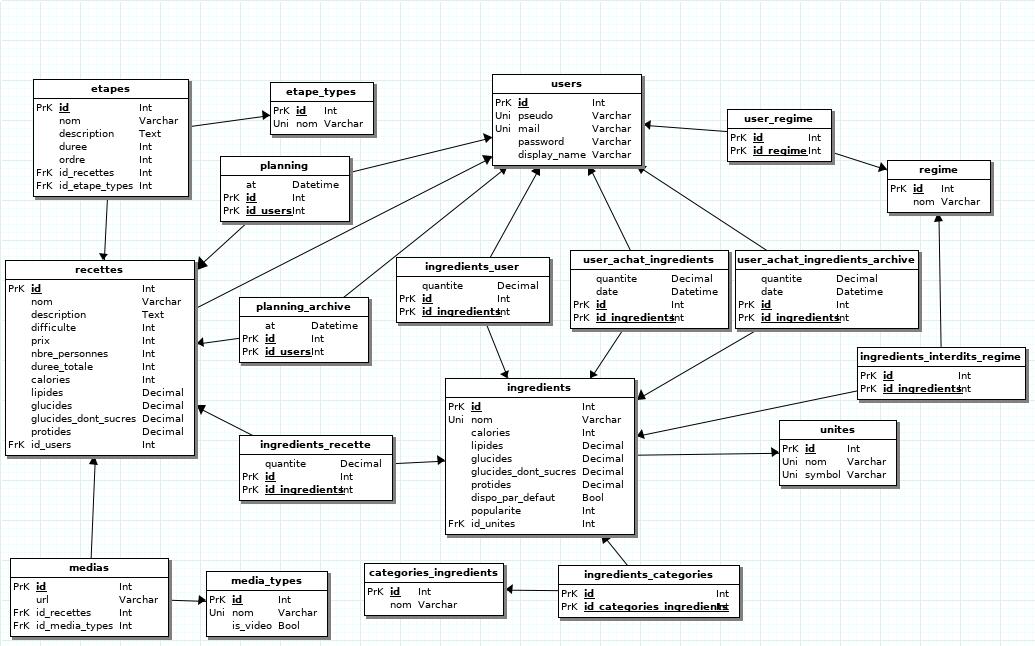 etapes
PrK id Int
nom Varchar
description Text
duree Int
ordre Int
FrK id_recettes Int
FrK id_etape_types Int
etape_types
PrK id Int
Uni nom Varchar
users
PrK id Int
Uni pseudo Varchar
Uni mail Varchar
password Varchar
display_name Varchar
user_regime
PrK id Int
PrK id_regime Int
planning
at Datetime
PrK id Int
PrK id_users Int
regime
PrK id Int
nom Varchar
recettes
PrK id Int
nom Varchar
description Text
difficulte Int
prix Int
nbre_personnes Int
duree_totale Int
calories Int
lipides Decimal
glucides Decimal
glucides_dont_sucres Decimal
protides Decimal
FrK id_users Int
planning_archive
at Datetime
PrK id Int
PrK id_users Int
ingredients_user
quantite Decimal
PrK id Int
PrK id_ingredients Int
user_achat_ingredients
quantite Decimal
date Datetime
PrK id Int
PrK id_ingredients Int
user_achat_ingredients_archive
quantite Decimal
date Datetime
PrK id Int
PrK id_ingredients Int
ingredients_interdits_regime
PrK id Int
PrK id_ingredients Int
ingredients
PrK id Int
Uni nom Varchar
calories Int
lipides Decimal
glucides Decimal
glucides_dont_sucres Decimal
protides Decimal
dispo_par_defaut Bool
popularite Int
FrK id_unites Int
unites
PrK id Int
Uni nom Varchar
Uni symbol Varchar
ingredients_recette
quantite Decimal
PrK id Int
PrK id_ingredients Int
medias
PrK id Int
url Varchar
FrK id_recettes Int
FrK id_media_types Int
media_types
PrK id Int
Uni nom Varchar
is_video Bool
categories_ingredients
PrK id Int
nom Varchar
ingredients_categories
PrK id Int
PrK id_categories_ingredients Int